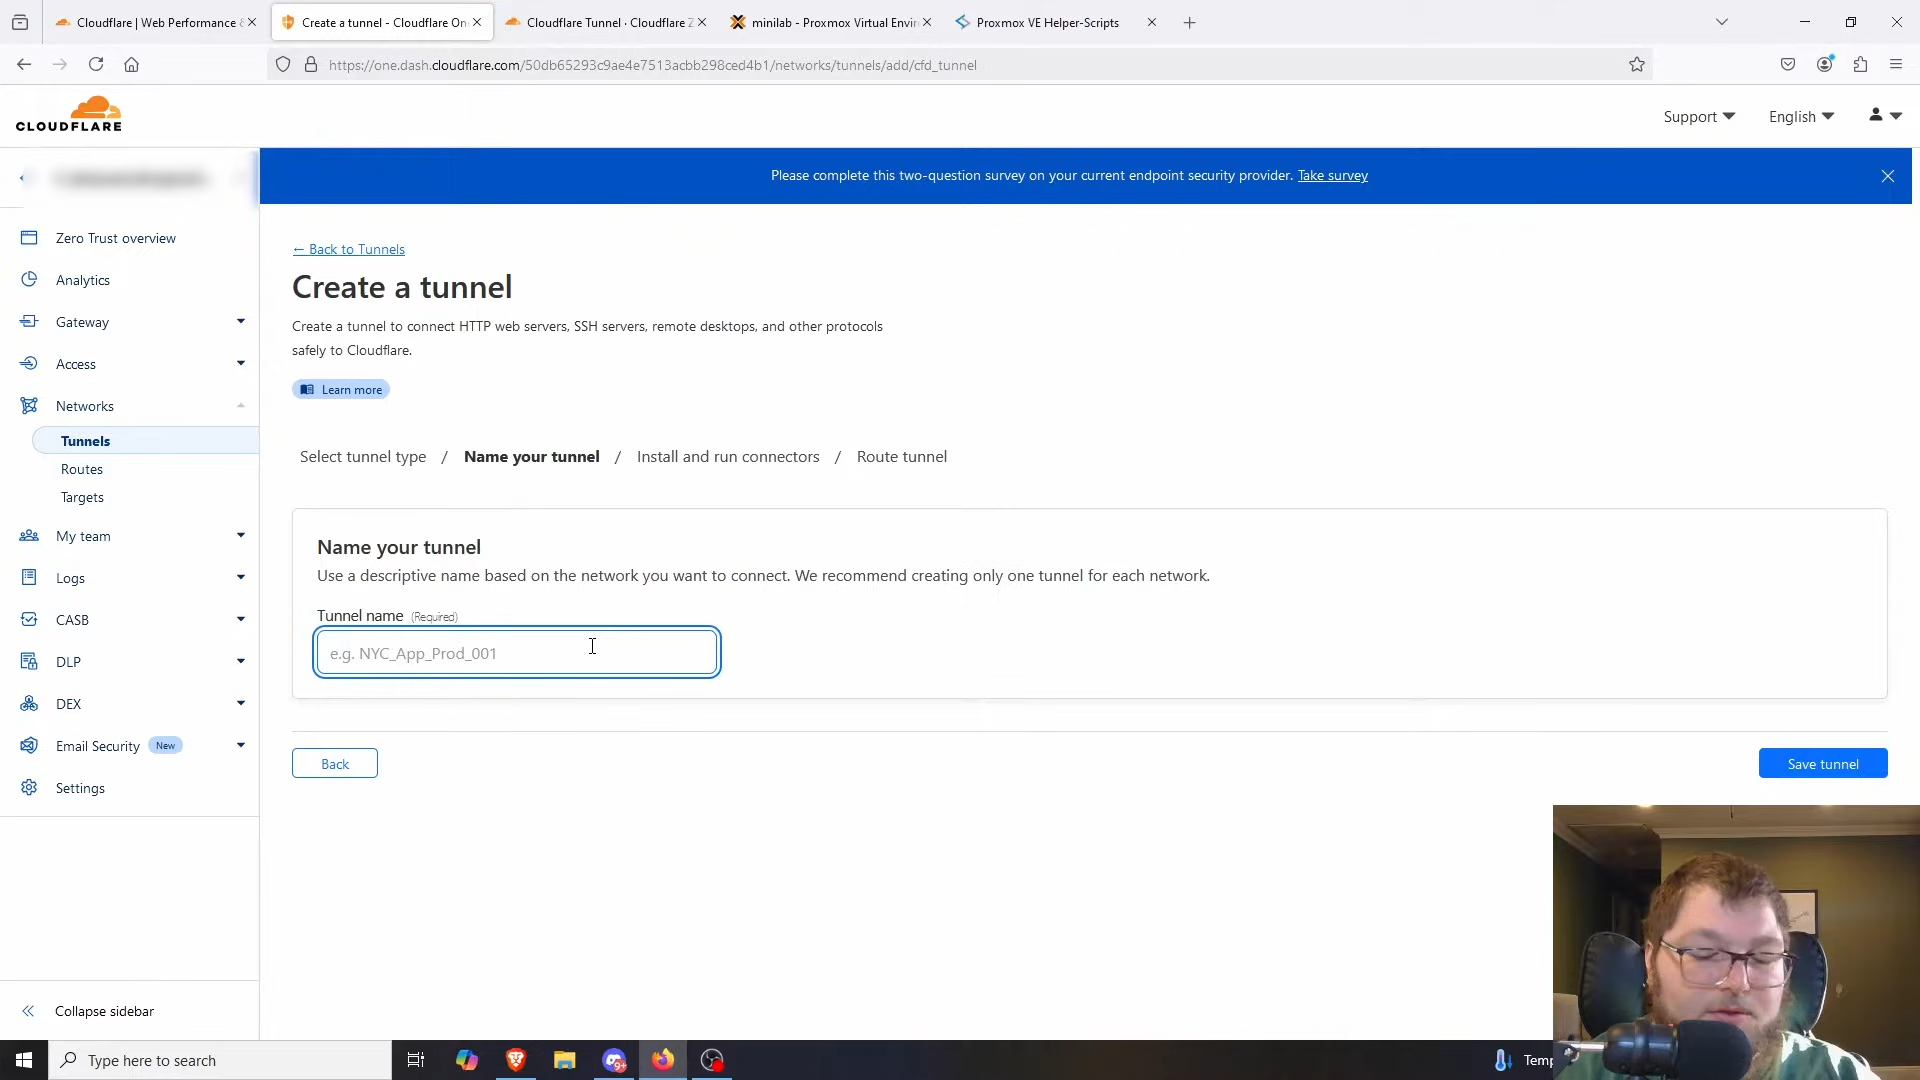 Cloudflare | Web Performance &
Create a tunnel - Cloudflare On
Cloudflare Tunnel · Cloudflare Z
minilab - Proxmox Virtual Envir
Proxmox VE Helper-Scripts
https://one.dash.cloudflare.com/50db65293c9ae4e7513acbb298ced4b1/networks/tunnels/add/cfd_tunnel
CLOUDFLARE
Support
English
Please complete this two-question survey on your current endpoint security provider. Take survey
Zero Trust overview
Analytics
Gateway
Access
Networks
Tunnels
Routes
Targets
My team
Logs
CASB
DLP
DEX
Email Security New
Settings
Collapse sidebar
← Back to Tunnels
Create a tunnel
Create a tunnel to connect HTTP web servers, SSH servers, remote desktops, and other protocols
safely to Cloudflare.
Learn more
Select tunnel type / Name your tunnel / Install and run connectors / Route tunnel
Name your tunnel
Use a descriptive name based on the network you want to connect. We recommend creating only one tunnel for each network.
Tunnel name (Required)
e.g. NYC_App_Prod_001
Back
Save tunnel
Type here to search
9+
Temp